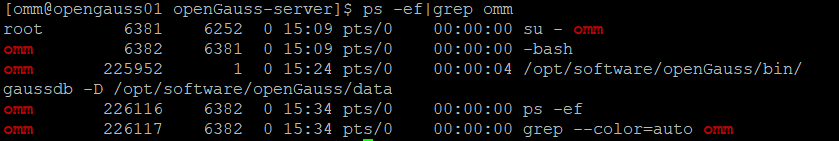 [omm@opengauss01 openGauss-server]$ ps -ef|grep omm
root 6381 6252 0 15:09 pts/0 00:00:00 su - omm
omm 6382 6381 0 15:09 pts/0 00:00:00 -bash
omm 225952 1 0 15:24 pts/0 00:00:04 /opt/software/openGauss/bin/
gaussdb -D /opt/software/openGauss/data
omm 226116 6382 0 15:34 pts/0 00:00:00 ps -ef
omm 226117 6382 0 15:34 pts/0 00:00:00 grep --color=auto omm